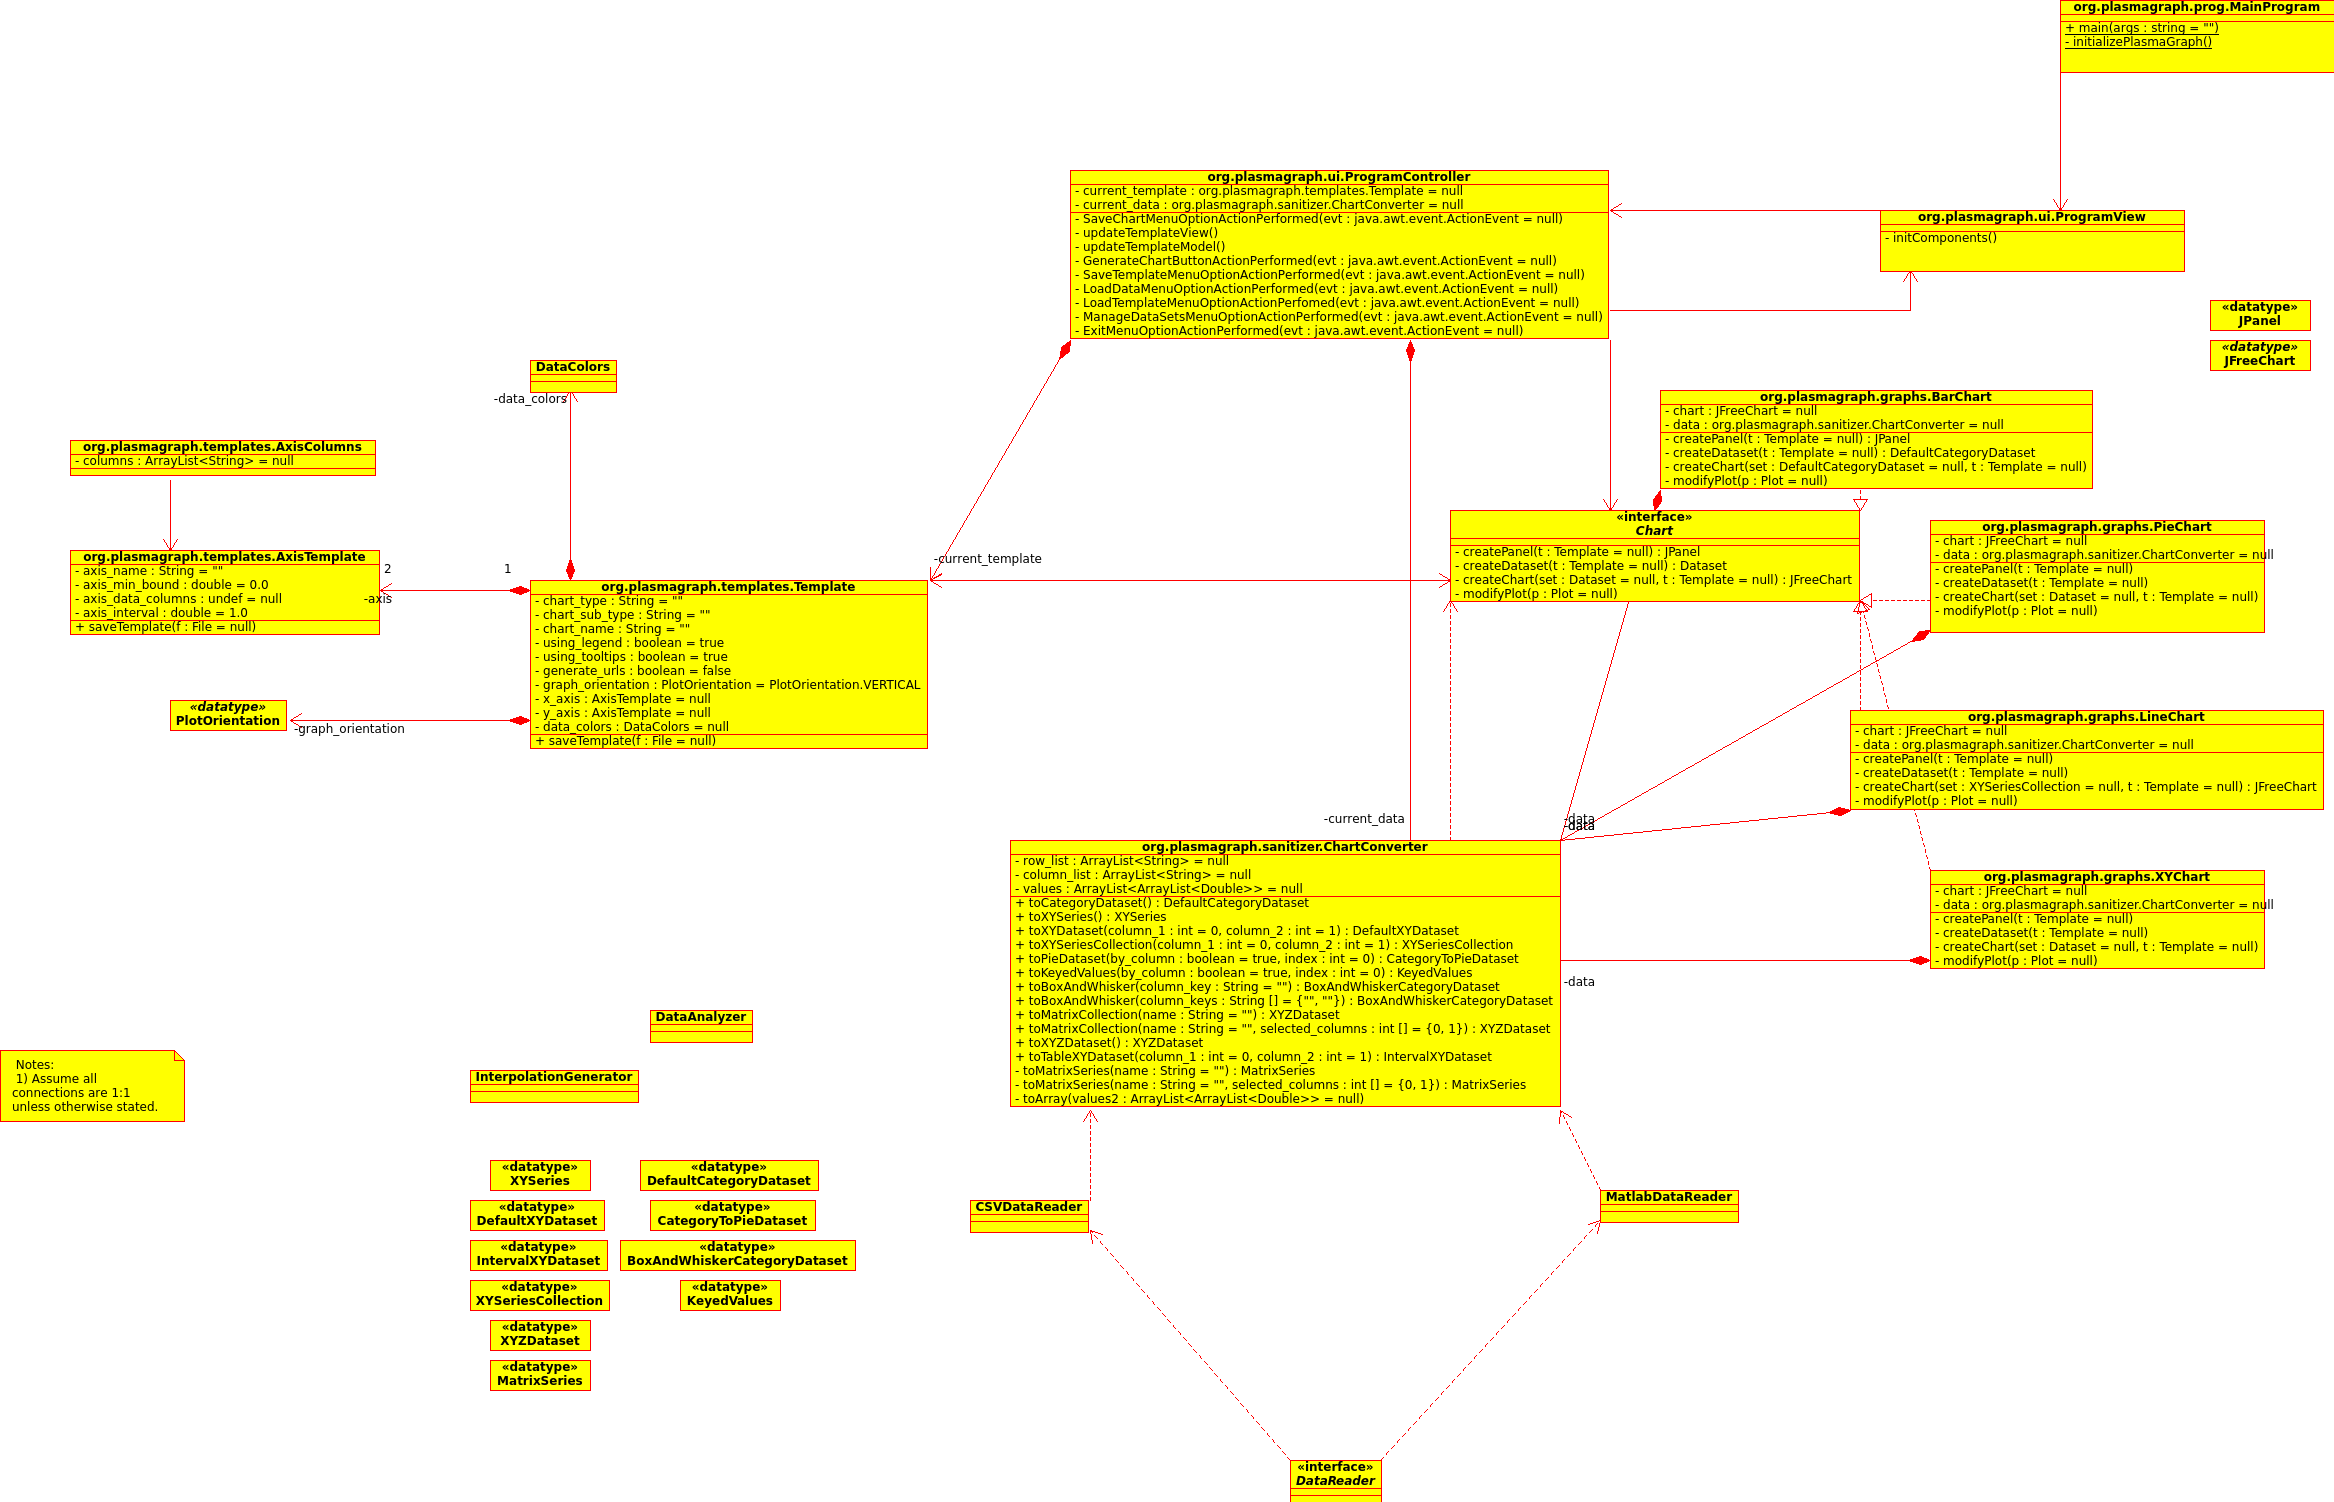 org.plasmagraph.prog.MainProgram
+ main(args : string = "")
- initializePlasmaGraph()
org.plasmagraph.ui.ProgramController
- current_template : org.plasmagraph.templates.Template = null
- current_data : org.plasmagraph.sanitizer.ChartConverter = null
- SaveChartMenuOptionActionPerformed(evt : java.awt.event.ActionEvent = null)
- updateTemplateView()
- updateTemplateModel()
- GenerateChartButtonActionPerformed(evt : java.awt.event.ActionEvent = null)
- SaveTemplateMenuOptionActionPerformed(evt : java.awt.event.ActionEvent = null)
- LoadDataMenuOptionActionPerformed(evt : java.awt.event.ActionEvent = null)
- LoadTemplateMenuOptionActionPerfomed(evt : java.awt.event.ActionEvent = null)
- ManageDataSetsMenuOptionActionPerformed(evt : java.awt.event.ActionEvent = null)
- ExitMenuOptionActionPerformed(evt : java.awt.event.ActionEvent = null)
org.plasmagraph.ui.ProgramView
- initComponents()
«datatype»
JPanel
«datatype»
JFreeChart
DataColors
-data_colors
org.plasmagraph.graphs.BarChart
- chart : JFreeChart = null
- data : org.plasmagraph.sanitizer.ChartConverter = null
- createPanel(t : Template = null) : JPanel
- createDataset(t : Template = null) : DefaultCategoryDataset
- createChart(set : DefaultCategoryDataset = null, t : Template = null)
- modifyPlot(p : Plot = null)
org.plasmagraph.templates.AxisColumns
- columns : ArrayList<String> = null
«interface»
Chart
- createPanel(t : Template = null) : JPanel
- createDataset(t : Template = null) : Dataset
- createChart(set : Dataset = null, t : Template = null) : JFreeChart
- modifyPlot(p : Plot = null)
org.plasmagraph.graphs.PieChart
- chart : JFreeChart = null
- data : org.plasmagraph.sanitizer.ChartConverter = null
- createPanel(t : Template = null)
- createDataset(t : Template = null)
- createChart(set : Dataset = null, t : Template = null)
- modifyPlot(p : Plot = null)
org.plasmagraph.templates.AxisTemplate
- axis_name : String = ""
- axis_min_bound : double = 0.0
- axis_data_columns : undef = null
- axis_interval : double = 1.0
+ saveTemplate(f : File = null)
2
1
-axis
-current_template
org.plasmagraph.templates.Template
- chart_type : String = ""
- chart_sub_type : String = ""
- chart_name : String = ""
- using_legend : boolean = true
- using_tooltips : boolean = true
- generate_urls : boolean = false
- graph_orientation : PlotOrientation = PlotOrientation.VERTICAL
- x_axis : AxisTemplate = null
- y_axis : AxisTemplate = null
- data_colors : DataColors = null
+ saveTemplate(f : File = null)
«datatype»
PlotOrientation
-graph_orientation
org.plasmagraph.graphs.LineChart
- chart : JFreeChart = null
- data : org.plasmagraph.sanitizer.ChartConverter = null
- createPanel(t : Template = null)
- createDataset(t : Template = null)
- createChart(set : XYSeriesCollection = null, t : Template = null) : JFreeChart
- modifyPlot(p : Plot = null)
-current_data
-data
-data
org.plasmagraph.sanitizer.ChartConverter
- row_list : ArrayList<String> = null
- column_list : ArrayList<String> = null
- values : ArrayList<ArrayList<Double>> = null
+ toCategoryDataset() : DefaultCategoryDataset
+ toXYSeries() : XYSeries
+ toXYDataset(column_1 : int = 0, column_2 : int = 1) : DefaultXYDataset
+ toXYSeriesCollection(column_1 : int = 0, column_2 : int = 1) : XYSeriesCollection
+ toPieDataset(by_column : boolean = true, index : int = 0) : CategoryToPieDataset
+ toKeyedValues(by_column : boolean = true, index : int = 0) : KeyedValues
+ toBoxAndWhisker(column_key : String = "") : BoxAndWhiskerCategoryDataset
+ toBoxAndWhisker(column_keys : String [] = {"", ""}) : BoxAndWhiskerCategoryDataset
+ toMatrixCollection(name : String = "") : XYZDataset
+ toMatrixCollection(name : String = "", selected_columns : int [] = {0, 1}) : XYZDataset
+ toXYZDataset() : XYZDataset
+ toTableXYDataset(column_1 : int = 0, column_2 : int = 1) : IntervalXYDataset
- toMatrixSeries(name : String = "") : MatrixSeries
- toMatrixSeries(name : String = "", selected_columns : int [] = {0, 1}) : MatrixSeries
- toArray(values2 : ArrayList<ArrayList<Double>> = null)
org.plasmagraph.graphs.XYChart
- chart : JFreeChart = null
- data : org.plasmagraph.sanitizer.ChartConverter = null
- createPanel(t : Template = null)
- createDataset(t : Template = null)
- createChart(set : Dataset = null, t : Template = null)
- modifyPlot(p : Plot = null)
-data
DataAnalyzer
InterpolationGenerator
Notes:
1) Assume all
connections are 1:1
unless otherwise stated.
«datatype»
XYSeries
«datatype»
DefaultCategoryDataset
«datatype»
DefaultXYDataset
«datatype»
CategoryToPieDataset
«datatype»
IntervalXYDataset
«datatype»
BoxAndWhiskerCategoryDataset
«datatype»
XYSeriesCollection
«datatype»
KeyedValues
«datatype»
XYZDataset
«datatype»
MatrixSeries
CSVDataReader
MatlabDataReader
«interface»
DataReader